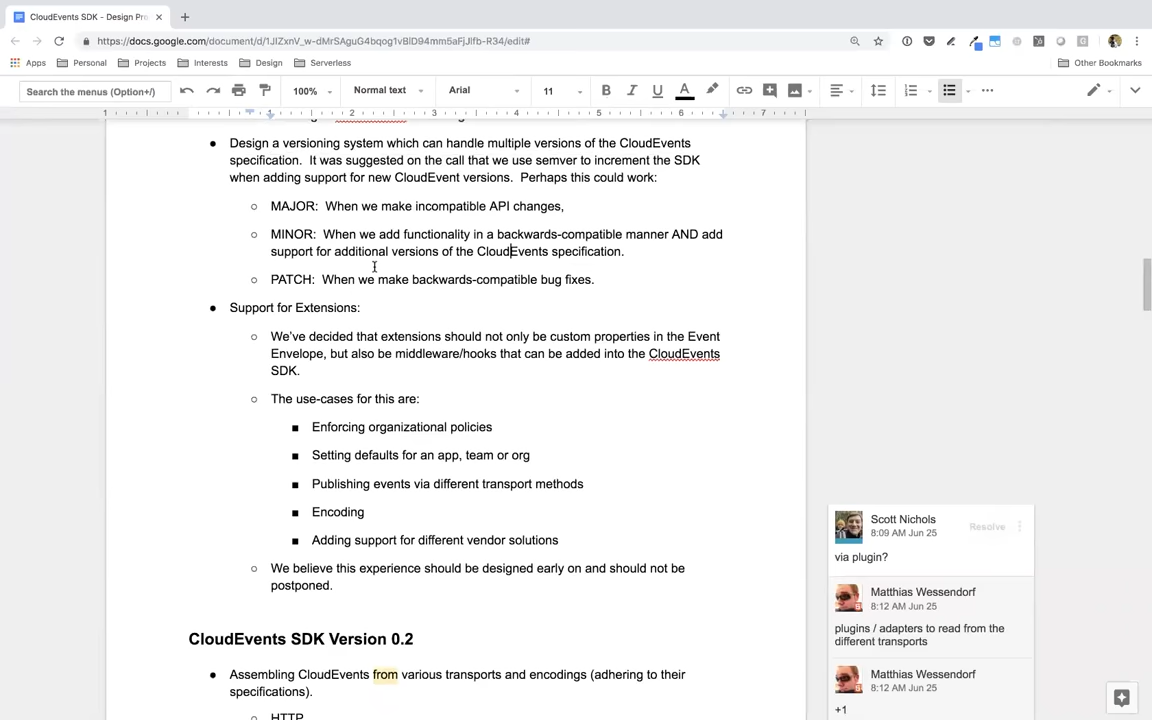 CloudEvents SDK - Design Pri
https://docs.google.com/document/d/1JIZxnV_w-dMrSAguG4bqog1vBlD94mm5aFjJlfb-R34/edit#
Apps Personal Projects Interests Design Serverless Other Bookmarks
Search the menus (Option+/) 100% Normal text Arial 11
1 1 2 3 4 5 6 7
Design a versioning system which can handle multiple versions of the CloudEvents
specification. It was suggested on the call that we use semver to increment the SDK
when adding support for new CloudEvent versions. Perhaps this could work:
MAJOR: When we make incompatible API changes,
MINOR: When we add functionality in a backwards-compatible manner AND add
support for additional versions of the CloudEvents specification.
PATCH: When we make backwards-compatible bug fixes.
Support for Extensions:
We've decided that extensions should not only be custom properties in the Event
Envelope, but also be middleware/hooks that can be added into the CloudEvents
SDK.
The use-cases for this are:
Enforcing organizational policies
Setting defaults for an app, team or org
Publishing events via different transport methods
Encoding
Adding support for different vendor solutions
We believe this experience should be designed early on and should not be
postponed.
CloudEvents SDK Version 0.2
Assembling CloudEvents from various transports and encodings (adhering to their
specifications).
HTTP
Scott Nichols
8:09 AM Jun 25
Resolve
via plugin?
Matthias Wessendorf
8:12 AM Jun 25
plugins / adapters to read from the
different transports
Matthias Wessendorf
8:12 AM Jun 25
+1